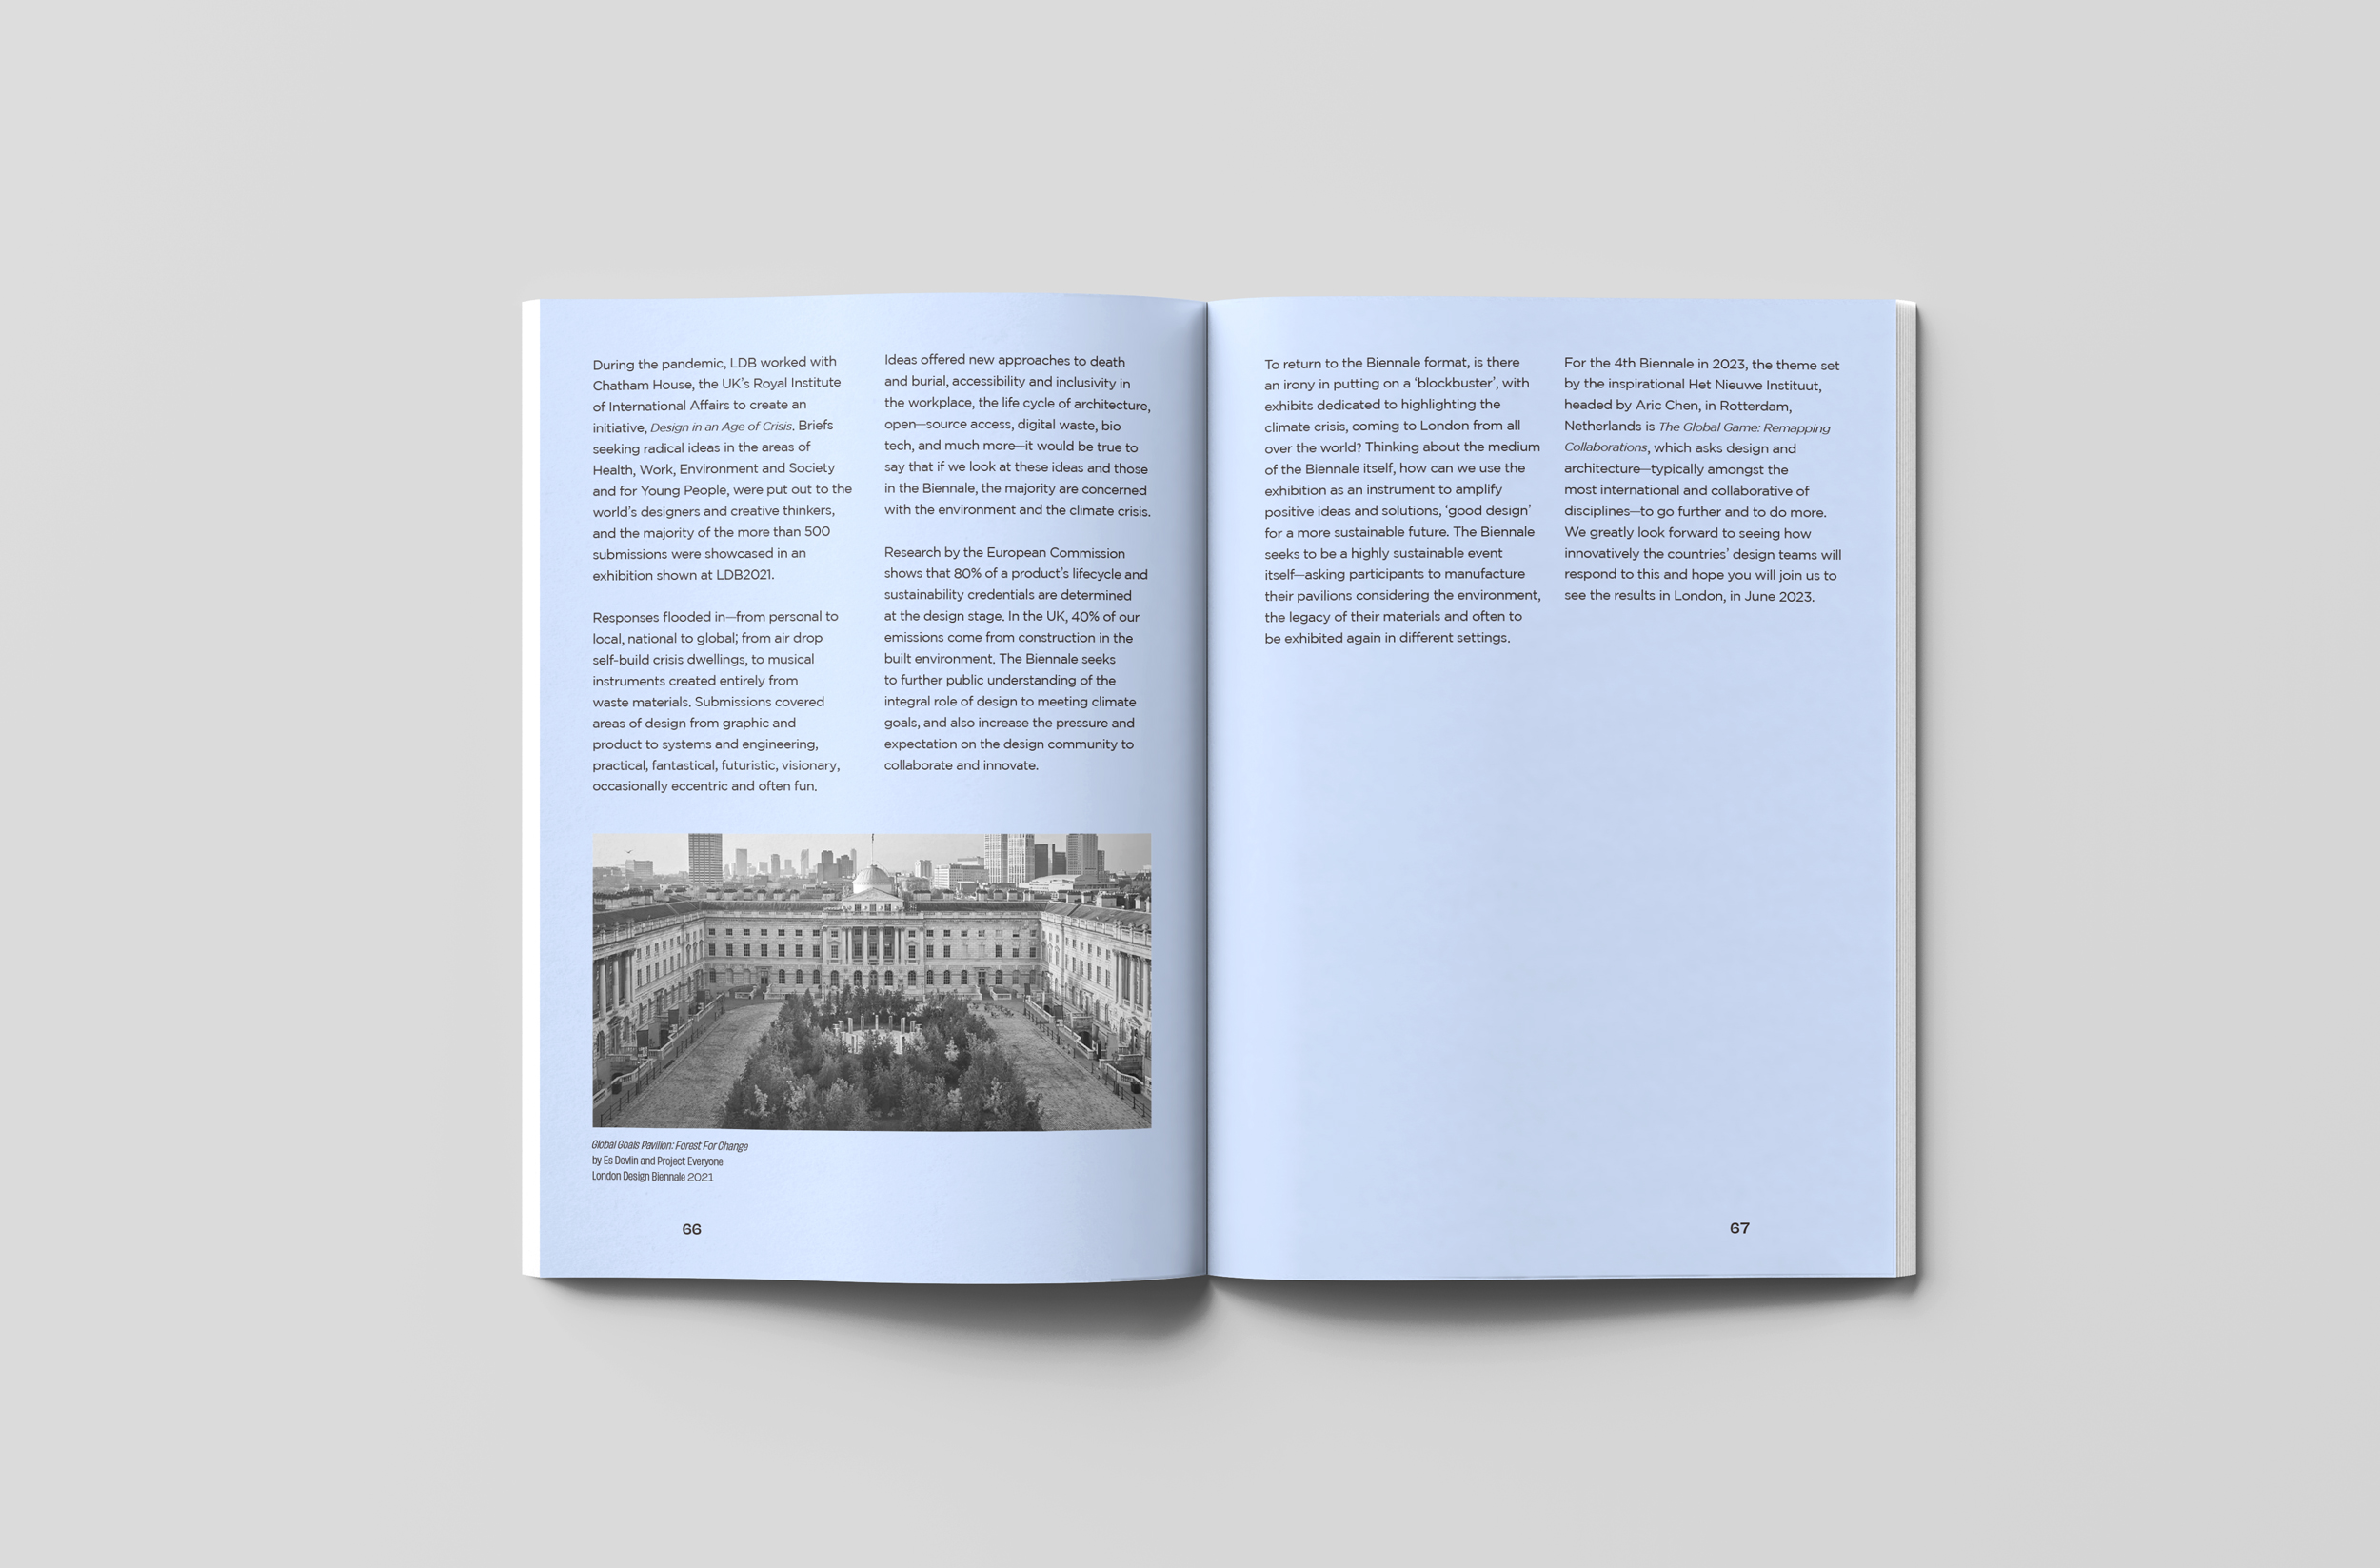 During the pandemic, LDB worked with
Chatham House, the UK's Royal Institute
of International Affairs to create an
initiative, Design in an Age of Crisis. Briefs
seeking radical ideas in the areas of
Health, Work, Environment and Society
and for Young People, were put out to the
world's designers and creative thinkers,
and the majority of the more than 500
submissions were showcased in an
exhibition shown at LDB2021.
Responses flooded in—from personal to
local, national to global; from air drop
self-build crisis dwellings, to musical
instruments created entirely from
waste materials. Submissions covered
areas of design from graphic and
product to systems and engineering,
practical, fantastical, futuristic, visionary,
occasionally eccentric and often fun.
Ideas offered new approaches to death
and burial, accessibility and inclusivity in
the workplace, the life cycle of architecture,
open—source access, digital waste, bio
tech, and much more—it would be true to
say that if we look at these ideas and those
in the Biennale, the majority are concerned
with the environment and the climate crisis.
Research by the European Commission
shows that 80% of a product's lifecycle and
sustainability credentials are determined
at the design stage. In the UK, 40% of our
emissions come from construction in the
built environment. The Biennale seeks
to further public understanding of the
integral role of design to meeting climate
goals, and also increase the pressure and
expectation on the design community to
collaborate and innovate.
Global Goals Pavilion: Forest For Change
by Es Devlin and Project Everyone
London Design Biennale 2021
66
To return to the Biennale format, is there
an irony in putting on a ‘blockbuster’, with
exhibits dedicated to highlighting the
climate crisis, coming to London from all
over the world? Thinking about the medium
of the Biennale itself, how can we use the
exhibition as an instrument to amplify
positive ideas and solutions, ‘good design’
for a more sustainable future. The Biennale
seeks to be a highly sustainable event
itself—asking participants to manufacture
their pavilions considering the environment,
the legacy of their materials and often to
be exhibited again in different settings.
For the 4th Biennale in 2023, the theme set
by the inspirational Het Nieuwe Instituut,
headed by Aric Chen, in Rotterdam,
Netherlands is The Global Game: Remapping
Collaborations, which asks design and
architecture—typically amongst the
most international and collaborative of
disciplines—to go further and to do more.
We greatly look forward to seeing how
innovatively the countries' design teams will
respond to this and hope you will join us to
see the results in London, in June 2023.
67